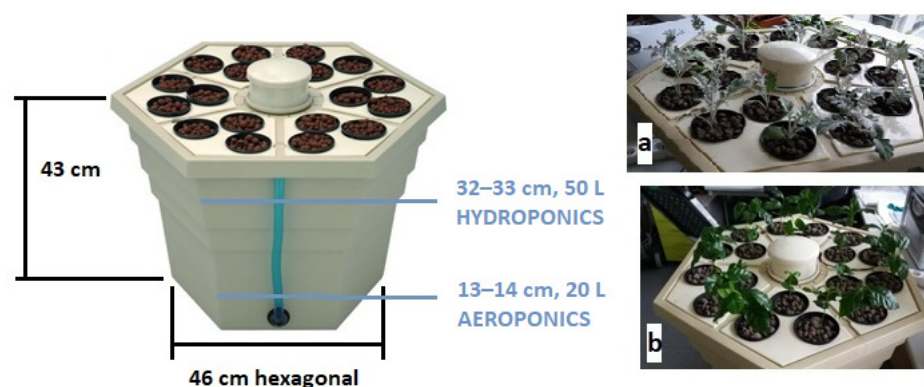 43 cm
32–33 cm, 50 L
HYDROPONICS
13–14 cm, 20 L
AEROPONICS
46 cm hexagonal
a
b